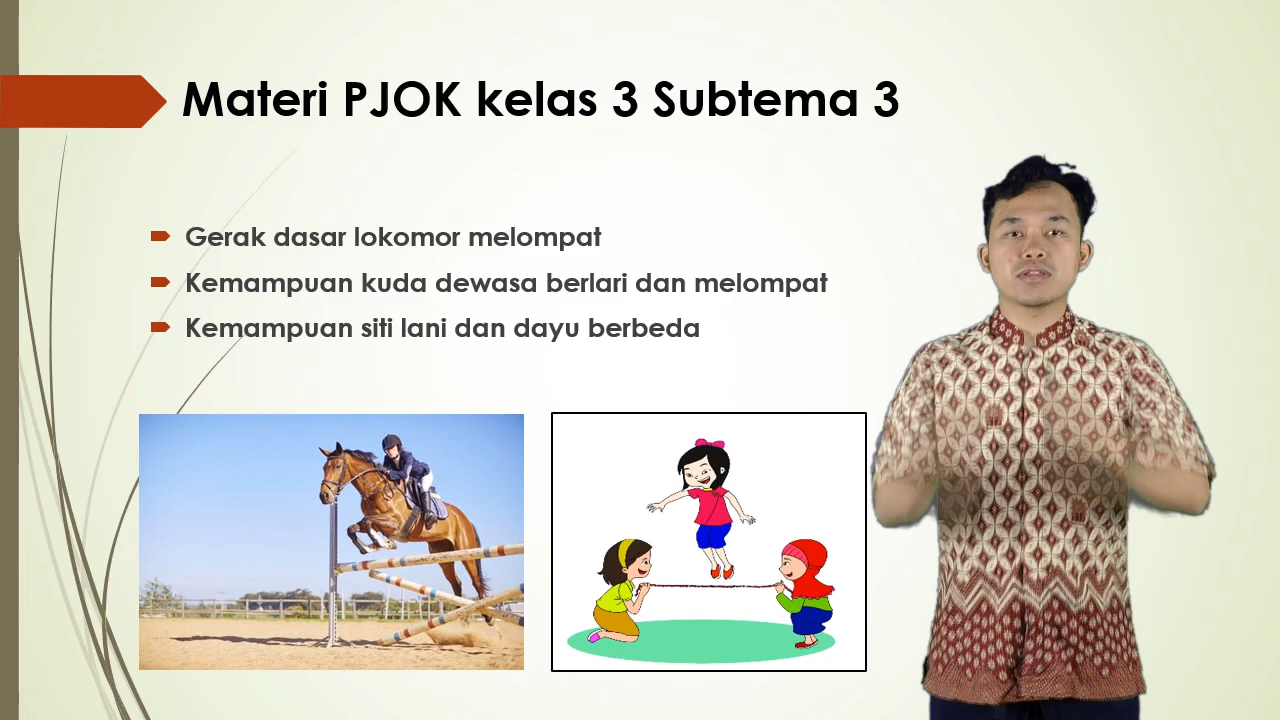 Materi PJOK kelas 3 Subtema 3
Gerak dasar lokomor melompat
Kemampuan kuda dewasa berlari dan melompat
Kemampuan siti lani dan dayu berbeda